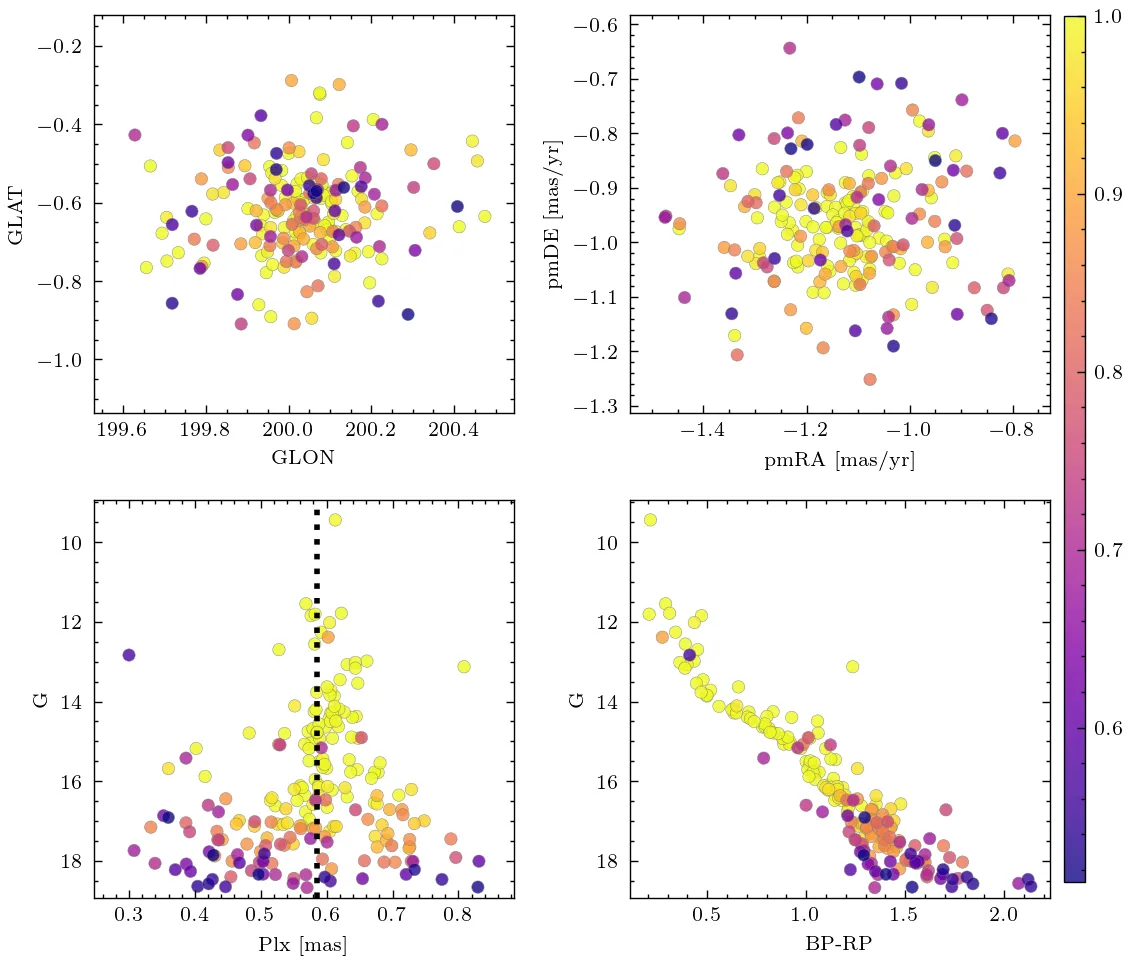 −0.2
−0.4
−0.6
−0.8
−1.0
GLAT
199.6 199.8 200.0 200.2 200.4
GLON
−0.6
−0.7
−0.8
−0.9
−1.0
−1.1
−1.2
−1.3
pmDE [mas/yr]
−1.4 −1.2 −1.0 −0.8
pmRA [mas/yr]
1.0
0.9
0.8
0.7
0.6
10
12
14
16
18
G
0.3 0.4 0.5 0.6 0.7 0.8
Plx [mas]
10
12
14
16
18
G
0.5 1.0 1.5 2.0
BP-RP